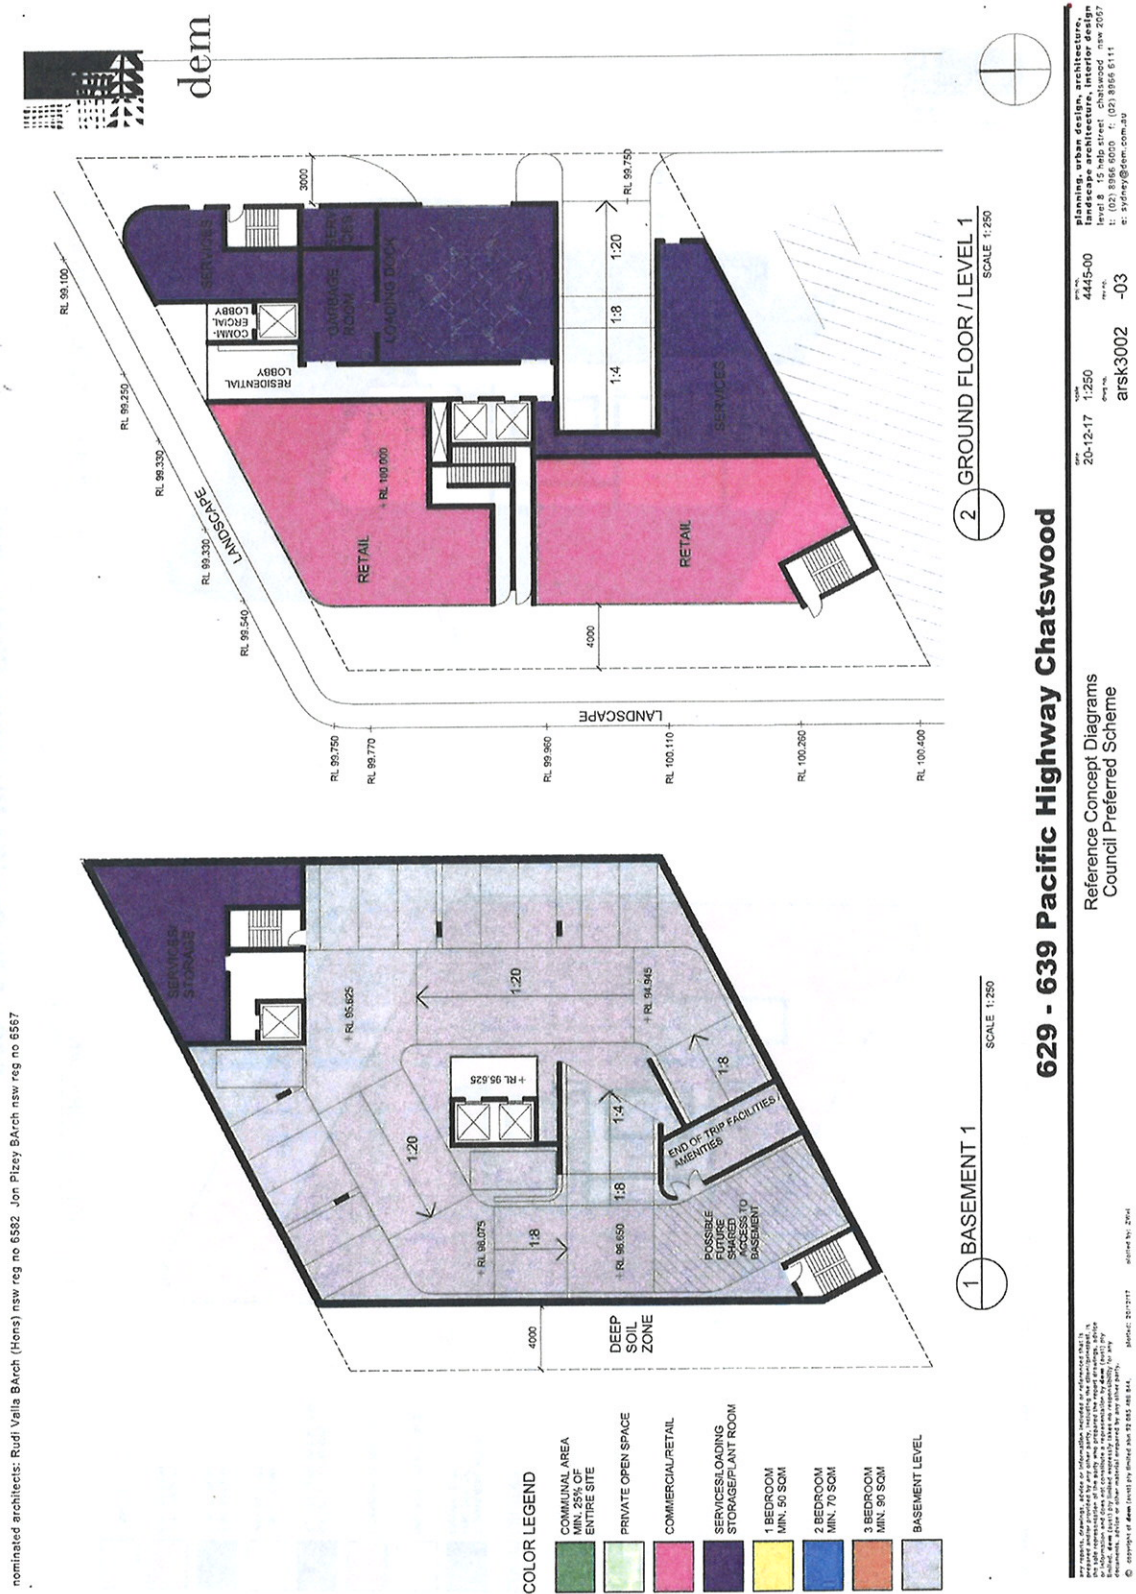 nominated architects: Rudi Valla BArch (Hons) nsw reg no 6582 Jon Pizey BArch nsw reg no 6567
dem
COLOR LEGEND
COMMUNAL AREA
MIN. 25% OF
ENTIRE SITE
PRIVATE OPEN SPACE
COMMERCIAL/RETAIL
SERVICES/LOADING
STORAGE/PLANT ROOM
1 BEDROOM
MIN. 50 SQM
2 BEDROOM
MIN. 70 SQM
3 BEDROOM
MIN. 90 SQM
BASEMENT LEVEL
SERVICES/
STORAGE
+ RL 95.625
1:20
1:20
+ RL 95.625
+ RL 94.945
1:8
1:4
1:8
+ RL 96.075
1:8
+ RL 96.650
END OF TRIP FACILITIES /
AMENITIES
POSSIBLE
FUTURE
SHARED
ACCESS TO
BASEMENT
4000
DEEP
SOIL
ZONE
1
BASEMENT 1
SCALE 1:250
RL 99.100
RL 99.250
RL 99.330
RL 99.330
RL 99.540
LANDSCAPE
RL 99.750
RL 99.770
RL 99.960
RL 100.110
RL 100.260
RL 100.400
LANDSCAPE
3000
SERVICES
COMM-
ERCIAL
LOBBY
RESIDENTIAL
LOBBY
GARBAGE
ROOM
SERV
ICES
LOADING DOCK
RETAIL
+ RL 100.000
1:4
1:8
1:20
RL 99.750
SERVICES
RETAIL
4000
2
GROUND FLOOR / LEVEL 1
SCALE 1:250
629 - 639 Pacific Highway Chatswood
Reference Concept Diagrams
Council Preferred Scheme
date
20-12-17
scale
1:250
4445-00
arsk3002
-03
planning, urban design, architecture,
landscape architecture, interior design
level 8 15 help street chatswood nsw 2067
t: (02) 8966 6000 f: (02) 8966 6111
e: sydney@dem.com.au